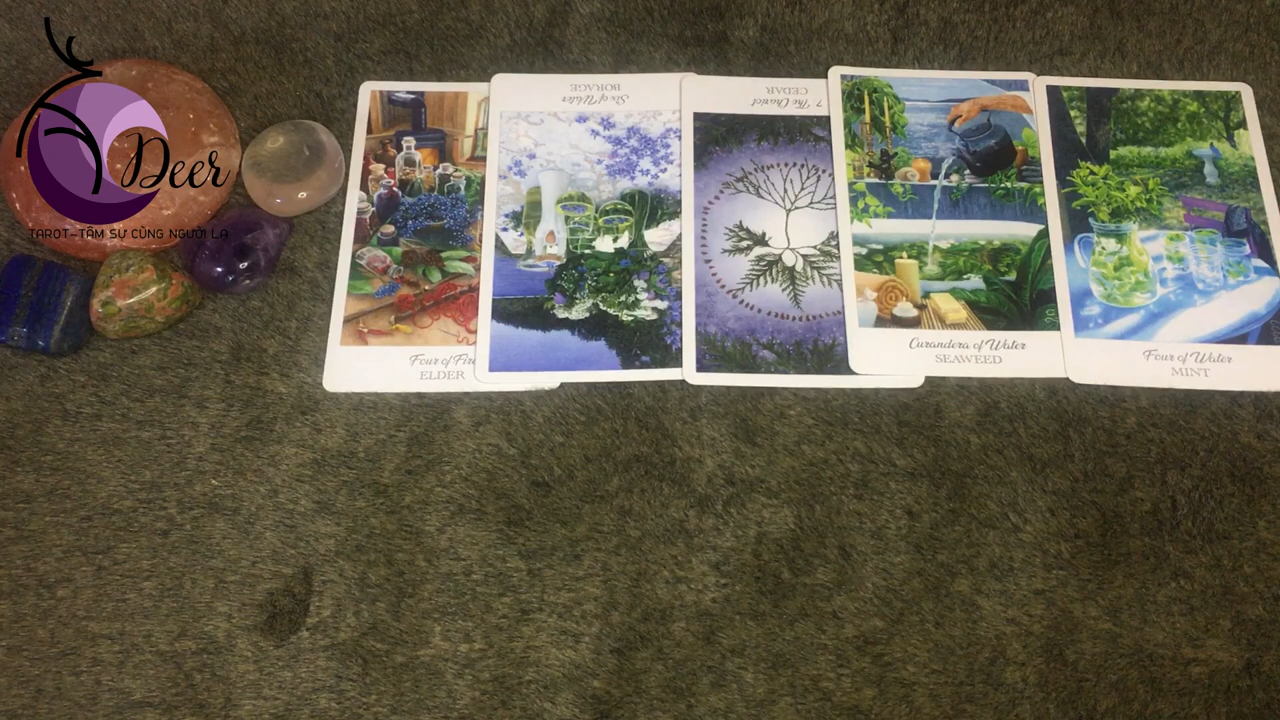 Deer
TAROT-TÂM SỰ CÙNG NGƯỜI LẠ
Four of Fire
ELDER
Six of Water
BORAGE
7 The Chariot
CEDAR
Curandera of Water
SEAWEED
Four of Water
MINT